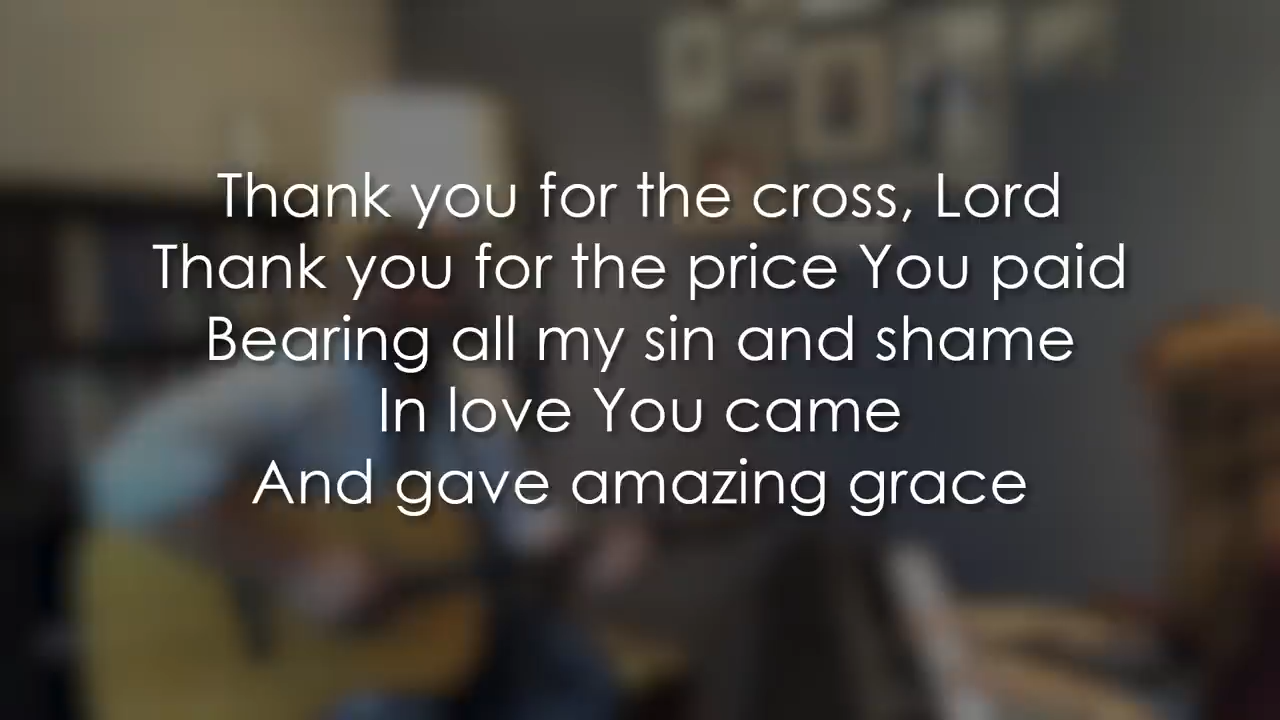 Thank you for the cross, Lord
Thank you for the price You paid
Bearing all my sin and shame
In love You came
And gave amazing grace